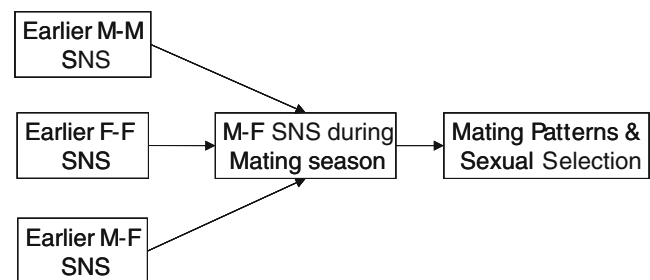 Earlier M-M
SNS
Earlier F-F
SNS
M-F SNS during
Mating season
Mating Patterns &
Sexual Selection
Earlier M-F
SNS